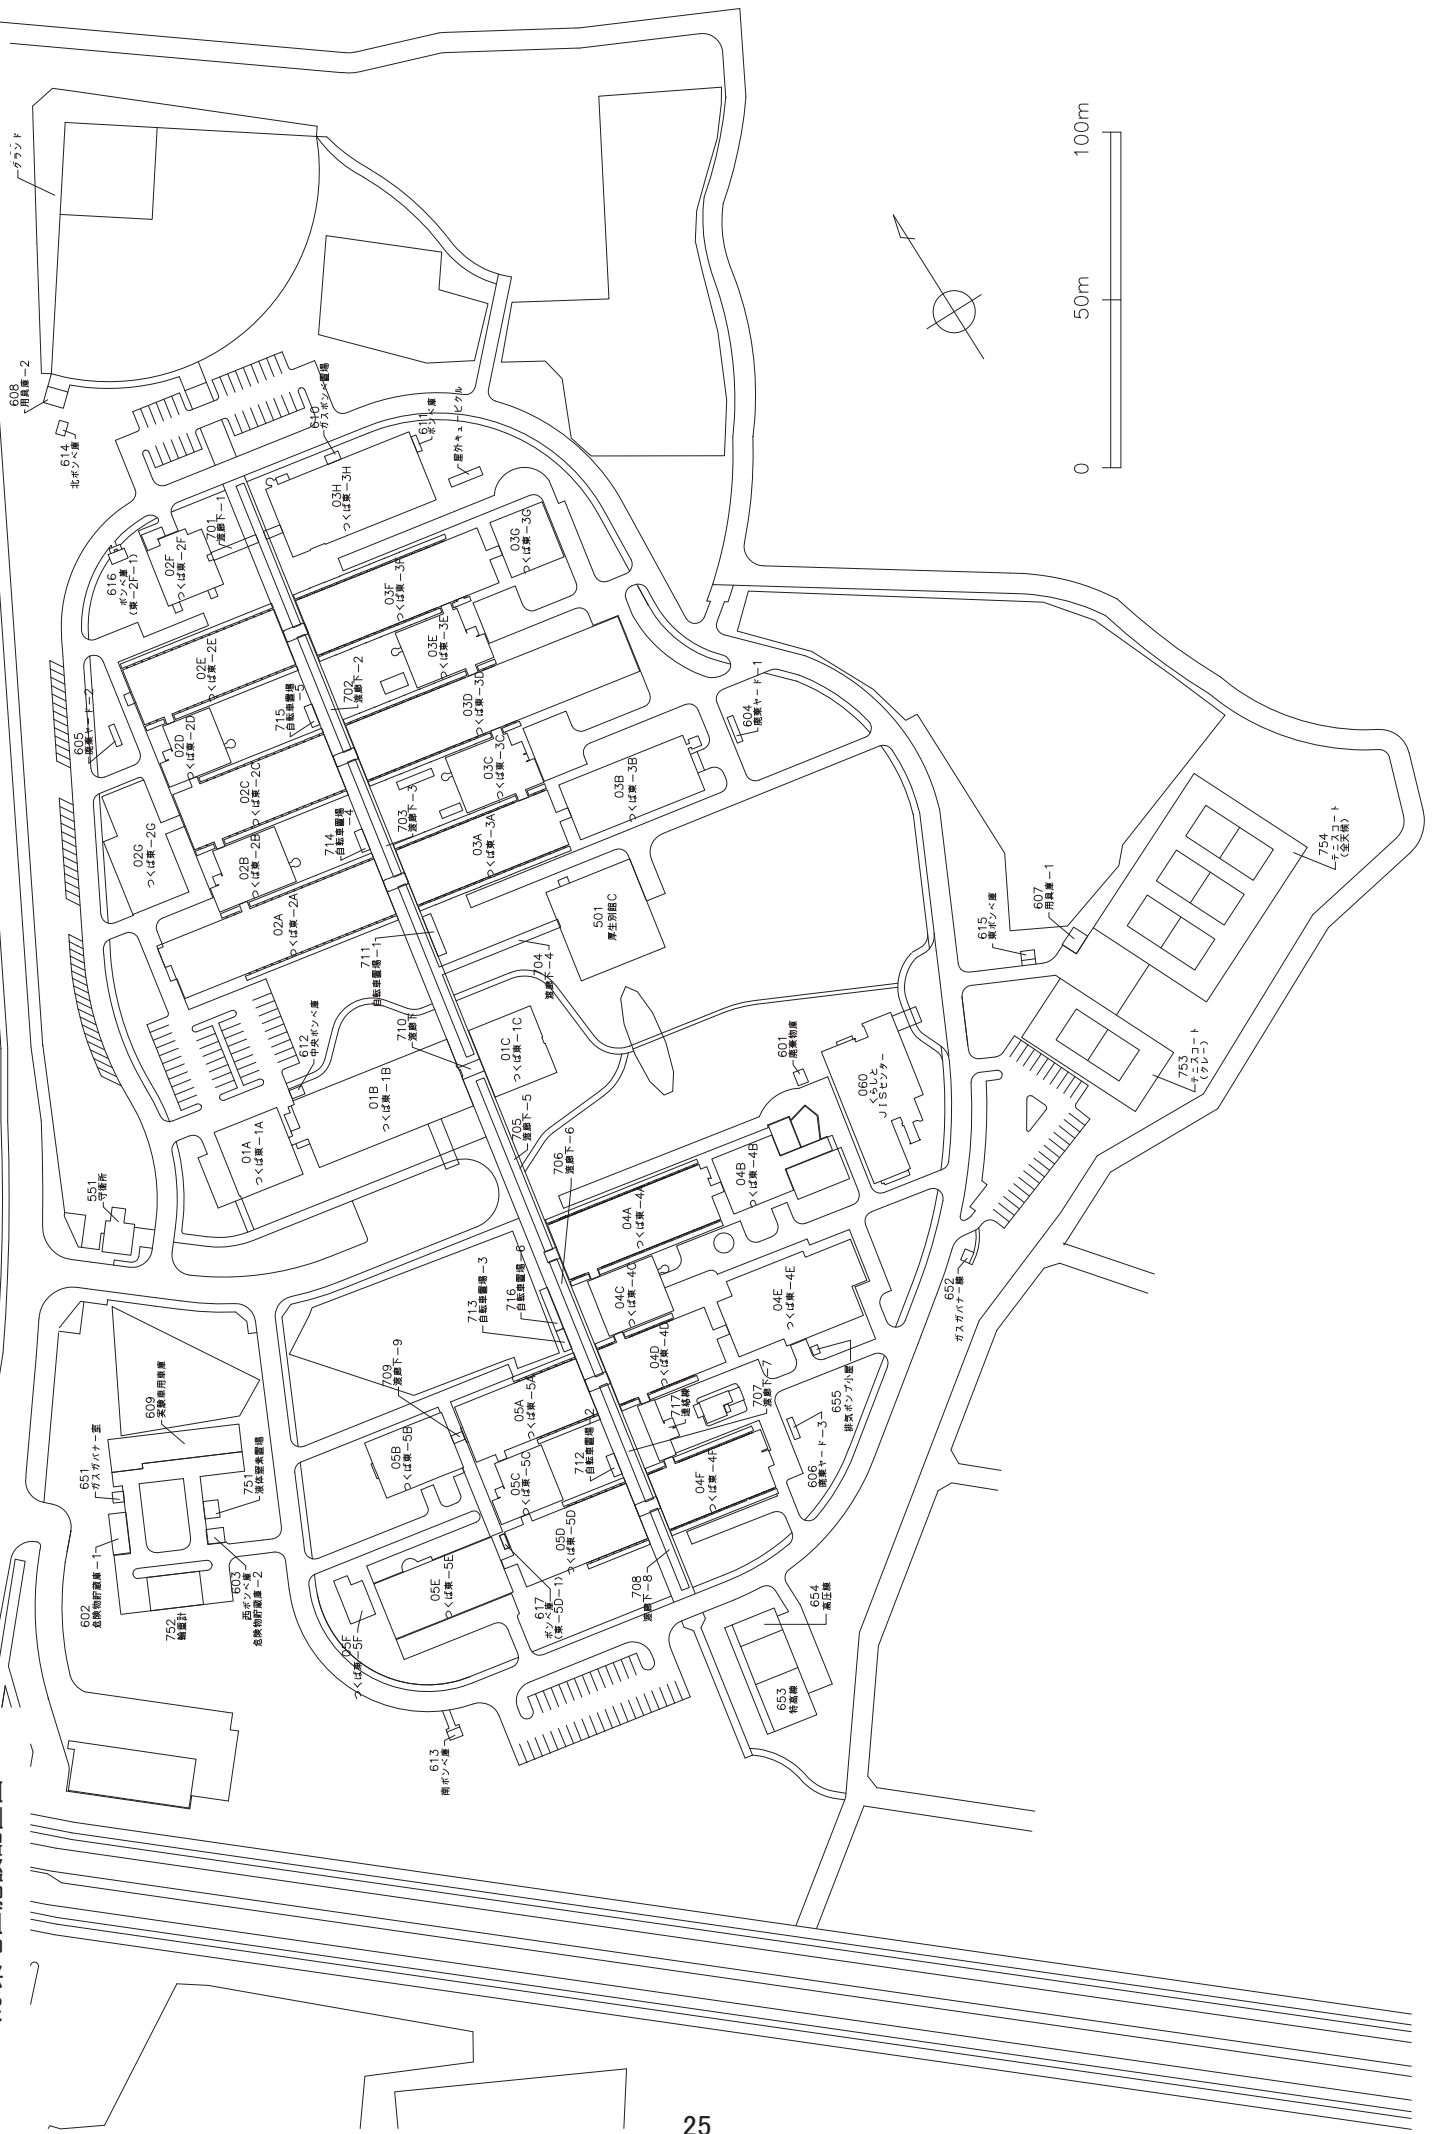 グランド
608
用具庫-2
614
北ボンベ庫
616
ボンベ庫
(東-2F-1)
02F
つくば東-2F
701
渡廊下-1
610
ガスボンベ置場
611
ボンベ庫
屋外キュービクル
03H
つくば東-3H
03G
つくば東-3G
03F
つくば東-3F
03E
つくば東-3E
02E
つくば東-2E
702
渡廊下-2
03D
つくば東-3D
715
自転車置場-5
605
廃棄ヤード-2
02D
つくば東-2D
02C
つくば東-2C
03C
つくば東-3C
703
渡廊下-3
714
自転車置場-4
03B
つくば東-3B
604
廃棄ヤード-1
02G
つくば東-2G
02B
つくば東-2B
03A
つくば東-3A
02A
つくば東-2A
501
厚生別館C
711
自転車置場-1
704
渡廊下-4
710
渡廊下
612
中央ボンベ庫
01C
つくば東-1C
01B
つくば東-1B
01A
つくば東-1A
705
渡廊下-5
706
渡廊下-6
551
守衛所
601
廃棄物庫
060
くらしと
JISセンター
615
東ボンベ庫
607
用具庫-1
754
テニスコート
(全天候)
753
テニスコート
(クレー)
04B
つくば東-4B
04A
つくば東-4A
04C
つくば東-4C
04E
つくば東-4E
04D
つくば東-4D
652
ガスガバナー棟
713
自転車置場-3
716
自転車置場-6
709
渡廊下-9
717
連絡棟
707
渡廊下-7
655
排気ポンプ小屋
606
廃棄ヤード-3
04F
つくば東-4F
05A
つくば東-5A
05B
つくば東-5B
05C
つくば東-5C
712
自転車置場-2
05D
つくば東-5D
05E
つくば東-5E
05F
つくば東-5F
617
ボンベ庫
(東-5D-1)
708
渡廊下-8
654
高圧棟
653
特高棟
613
南ボンベ庫
609
実験車用車庫
651
ガスガバナー室
751
液体窒素置場
602
危険物貯蔵庫-1
752
輪重計
603
西ボンベ庫
危険物貯蔵庫-2
0
50m
100m
25